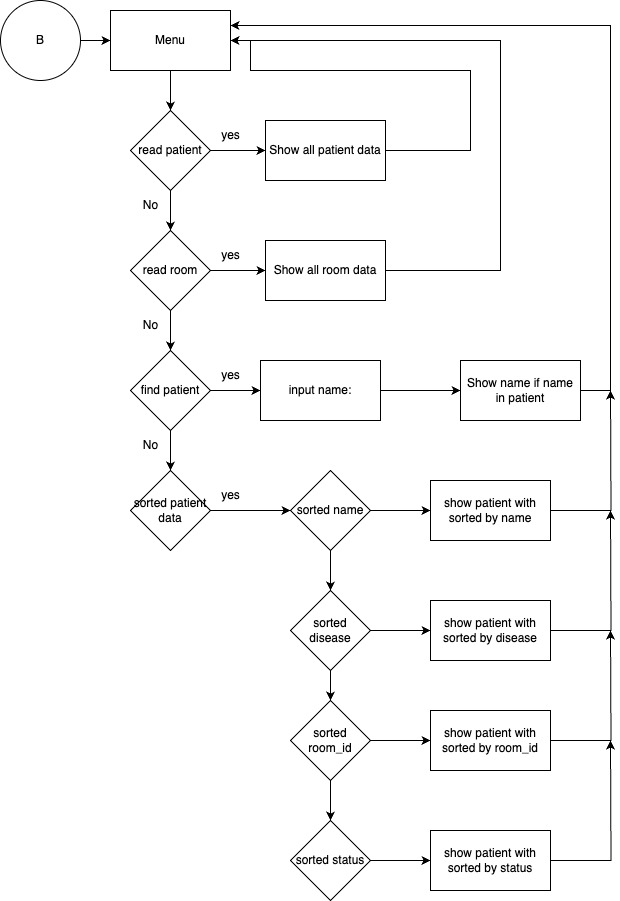 B
Menu
read patient
yes
Show all patient data
No
read room
yes
Show all room data
No
find patient
yes
input name:
Show name if name
in patient
No
sorted patient
data
yes
sorted name
show patient with
sorted by name
sorted
disease
show patient with
sorted by disease
sorted
room_id
show patient with
sorted by room_id
sorted status
show patient with
sorted by status